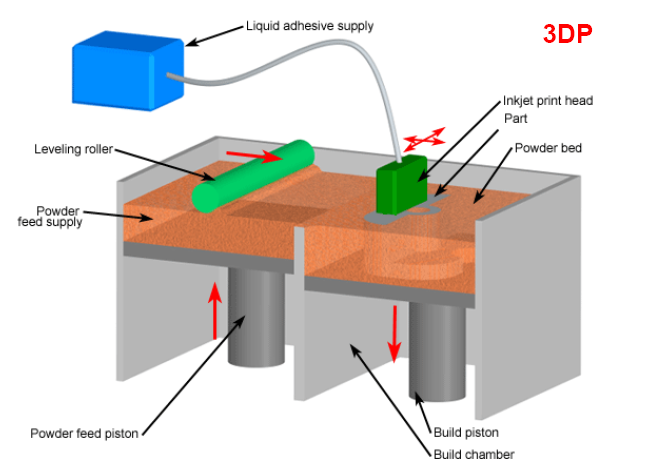 Liquid adhesive supply
3DP
Inkjet print head
Part
Leveling roller
Powder bed
Powder
feed supply
Powder feed piston
Build piston
Build chamber